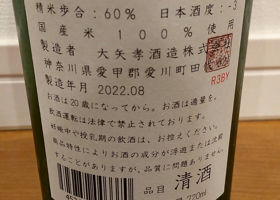 精米歩合：60％　日本酒度：-3
国産米100％使用
製造者　大矢孝酒造株式会
神奈川県愛甲郡愛川町田
製造年月 2022.08
R3BY
お酒は20歳になってから。お酒は適量を。
飲酒運転は法律で禁止されております。
妊娠中や授乳期の飲酒は、お控えください。
商品特性によりお酒の成分が浮遊または沈殿
することがありますが、品質に問題ありません。
品目 清酒
720ml